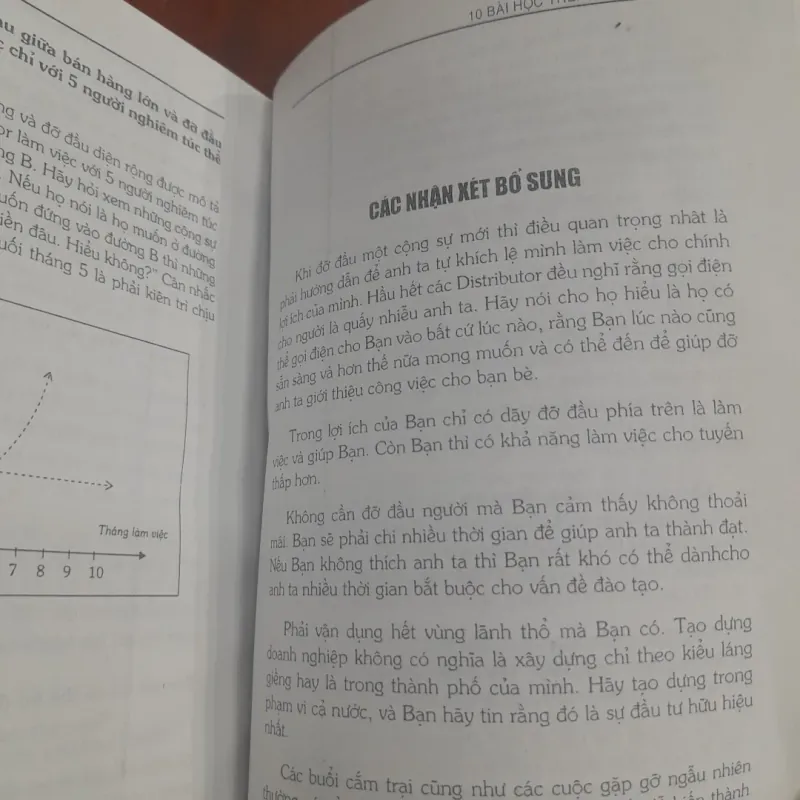 au giữa bán hàng lớn và đỡ đầu
chỉ với 5 người nghiêm túc thể
và đỡ đầu diện rộng được mô tả
làm việc với 5 người nghiêm túc
B. Hãy hỏi xem những cộng sự
Nếu họ nói là họ muốn ở đường
muốn đứng vào đường B thì những
tiền đâu. Hiểu không?" Cân nhắc
cuối tháng 5 là phải kiên trì chịu
Tháng làm việc
7 8 9 10
10 BÀI HỌC
CÁC NHẬN XÉT BỔ SUNG
Khi đỡ đầu một cộng sự mới thì điều quan trọng nhât là
phải hướng dẫn để anh ta tự khích lệ mình làm việc cho chính
lợi ích của mình. Hầu hết các Distributor đều nghĩ rằng gọi điện
cho người là quấy nhiễu anh ta. Hãy nói cho họ hiểu là họ có
thể gọi điện cho Bạn vào bất cứ lúc nào, rằng Bạn lúc nào cũng
sẵn sàng và hơn thế nữa mong muốn và có thể đến để giúp đỡ
anh ta giới thiệu công việc cho bạn bè.
Trong lợi ích của Bạn chỉ có dãy đỡ đầu phía trên là làm
việc và giúp Bạn. Còn Bạn thì có khả năng làm việc cho tuyến
thấp hơn.
Không cần đỡ đầu người mà Bạn cảm thấy không thoải
mái. Bạn sẽ phải chi nhiều thời gian để giúp anh ta thành đạt.
Nếu Bạn không thích anh ta thì Bạn rất khó có thể dànhcho
anh ta nhiều thời gian bắt buộc cho vấn đề đào tạo.
Phải vận dụng hết vùng lãnh thổ mà Bạn có. Tạo dựng
doanh nghiệp không có nghĩa là xây dựng chỉ theo kiểu láng
giềng hay là trong thành phố của mình. Hãy tạo dựng trong
phạm vi cả nước, và Bạn hãy tin rằng đó là sự đầu tư hữu hiệu
nhất.
Các buổi cắm trại cũng như các cuộc gặp gỡ ngẫu nhiên
thành